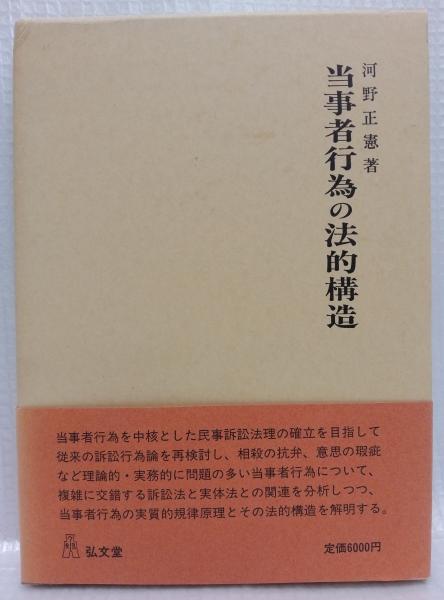 河野正憲著
当事者行為の法的構造
当事者行為を中核とした民事訴訟法理の確立を目指して
従来の訴訟行為論を再検討し、相殺の抗弁、意思の瑕疵
など理論的・実務的に問題の多い当事者行為について、
複雑に交錯する訴訟法と実体法との関連を分析しつつ、
当事者行為の実質的規律原理とその法的構造を解明する。
弘文堂
定価6000円